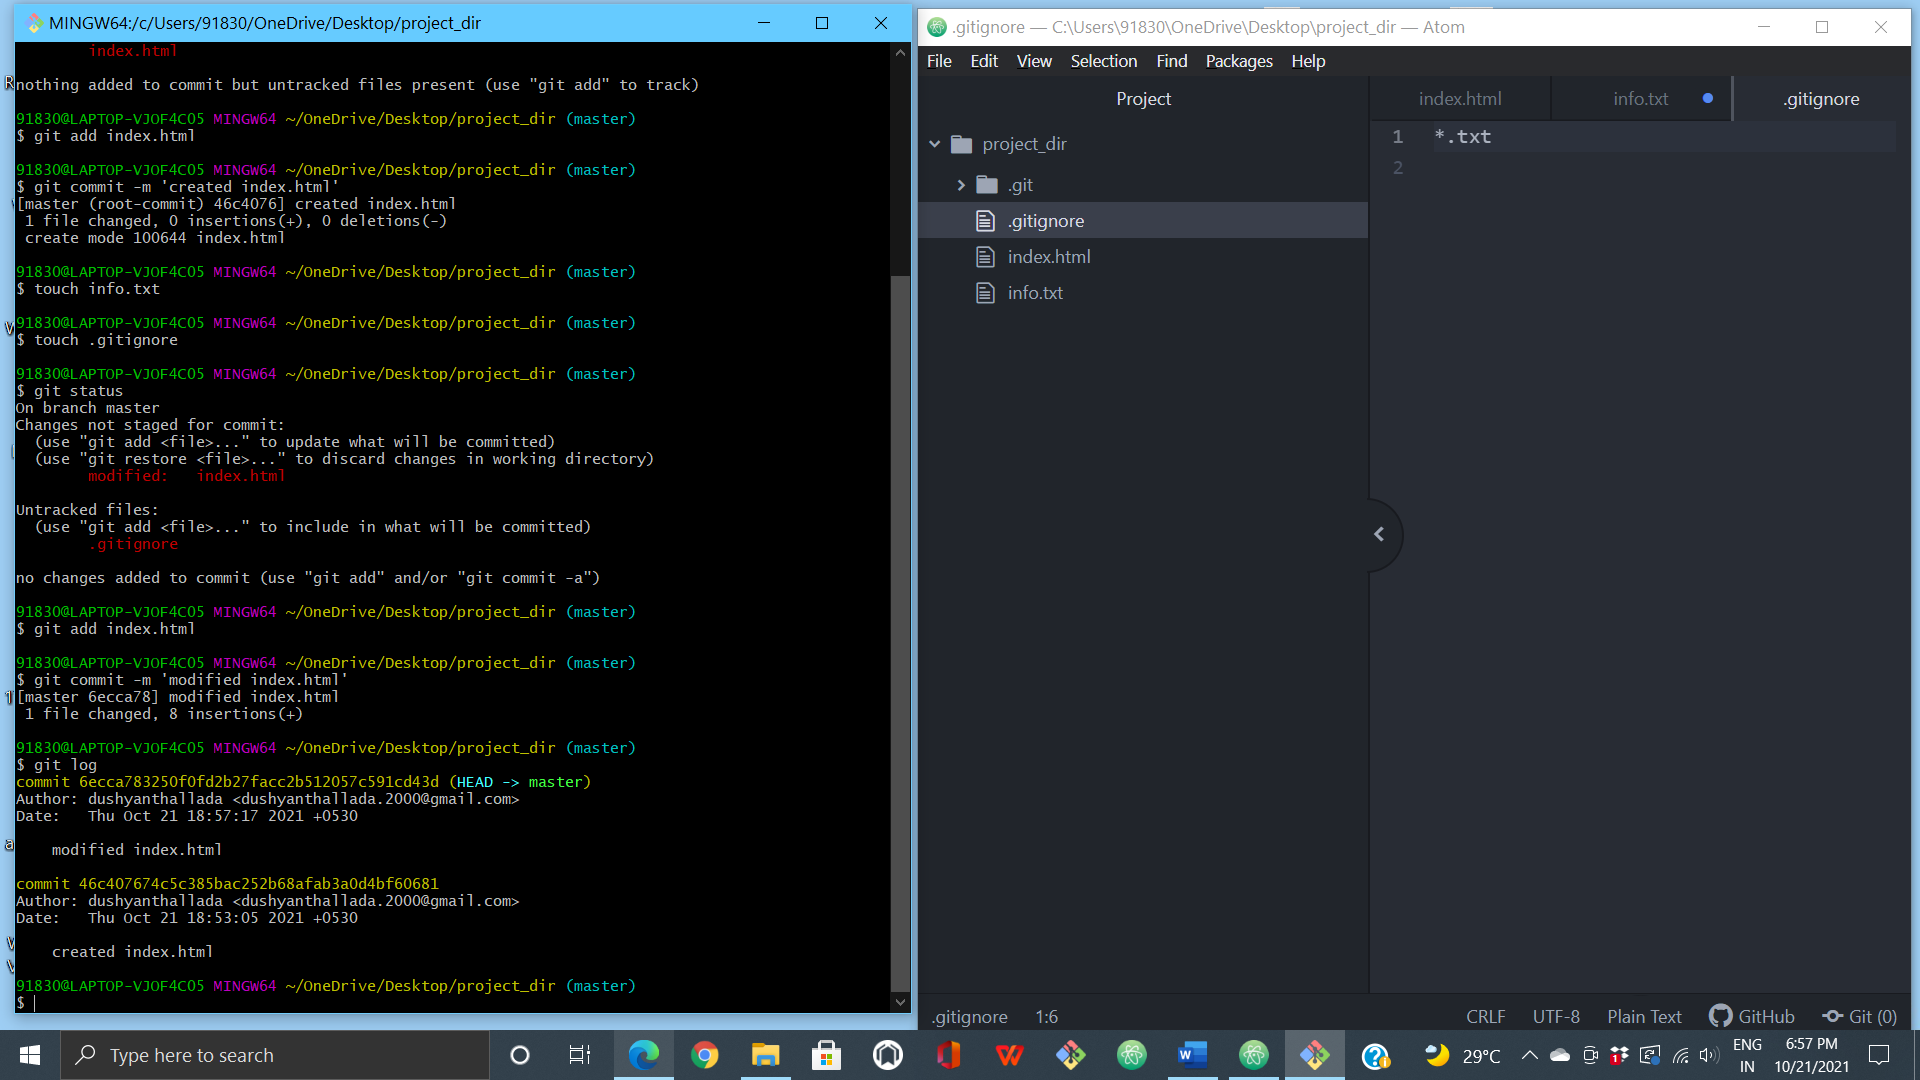 MINGW64:/c/Users/91830/OneDrive/Desktop/project_dir
index.html
nothing added to commit but untracked files present (use "git add" to track)
91830@LAPTOP-VJOF4C05 MINGW64 ~/OneDrive/Desktop/project_dir (master)
$ git add index.html
91830@LAPTOP-VJOF4C05 MINGW64 ~/OneDrive/Desktop/project_dir (master)
$ git commit -m 'created index.html'
[master (root-commit) 46c4076] created index.html
1 file changed, 0 insertions(+), 0 deletions(-)
create mode 100644 index.html
91830@LAPTOP-VJOF4C05 MINGW64 ~/OneDrive/Desktop/project_dir (master)
$ touch info.txt
91830@LAPTOP-VJOF4C05 MINGW64 ~/OneDrive/Desktop/project_dir (master)
$ touch .gitignore
91830@LAPTOP-VJOF4C05 MINGW64 ~/OneDrive/Desktop/project_dir (master)
$ git status
On branch master
Changes not staged for commit:
(use "git add <file>..." to update what will be committed)
(use "git restore <file>..." to discard changes in working directory)
modified:   index.html
Untracked files:
(use "git add <file>..." to include in what will be committed)
.gitignore
no changes added to commit (use "git add" and/or "git commit -a")
91830@LAPTOP-VJOF4C05 MINGW64 ~/OneDrive/Desktop/project_dir (master)
$ git add index.html
91830@LAPTOP-VJOF4C05 MINGW64 ~/OneDrive/Desktop/project_dir (master)
$ git commit -m 'modified index.html'
[master 6ecca78] modified index.html
1 file changed, 8 insertions(+)
91830@LAPTOP-VJOF4C05 MINGW64 ~/OneDrive/Desktop/project_dir (master)
$ git log
commit 6ecca783250f0fd2b27facc2b512057c591cd43d (HEAD -> master)
Author: dushyanthallada <dushyanthallada.2000@gmail.com>
Date:   Thu Oct 21 18:57:17 2021 +0530
modified index.html
commit 46c407674c5c385bac252b68afab3a0d4bf60681
Author: dushyanthallada <dushyanthallada.2000@gmail.com>
Date:   Thu Oct 21 18:53:05 2021 +0530
created index.html
91830@LAPTOP-VJOF4C05 MINGW64 ~/OneDrive/Desktop/project_dir (master)
$
.gitignore — C:\Users\91830\OneDrive\Desktop\project_dir — Atom
File Edit View Selection Find Packages Help
Project
project_dir
.git
.gitignore
index.html
info.txt
index.html info.txt .gitignore
1 *.txt
2
.gitignore 1:6 CRLF UTF-8 Plain Text GitHub Git (0)
Type here to search
29°C
1
ENG
IN
6:57 PM
10/21/2021